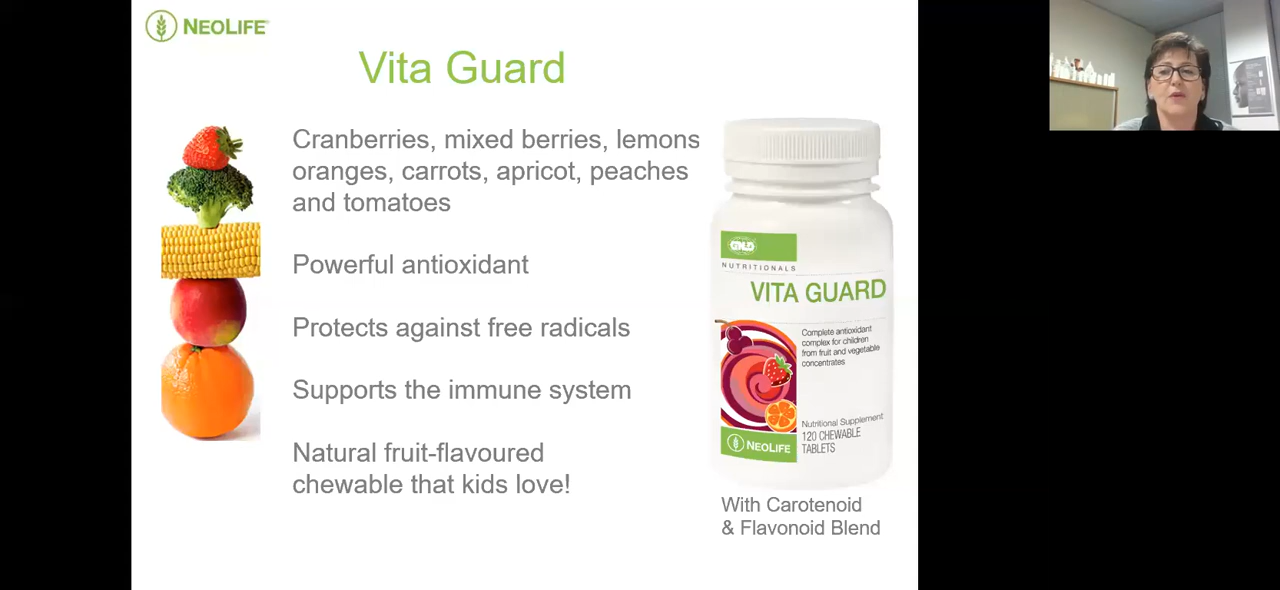 NEOLIFE
Vita Guard
Cranberries, mixed berries, lemons
oranges, carrots, apricot, peaches
and tomatoes
Powerful antioxidant
Protects against free radicals
Supports the immune system
Natural fruit-flavoured
chewable that kids love!
GNLD
NUTRITIONALS
VITA GUARD
Complete antioxidant
complex for children
from fruit and vegetable
concentrates
Nutritional Supplement
120 CHEWABLE
TABLETS
NEOLIFE
With Carotenoid
& Flavonoid Blend